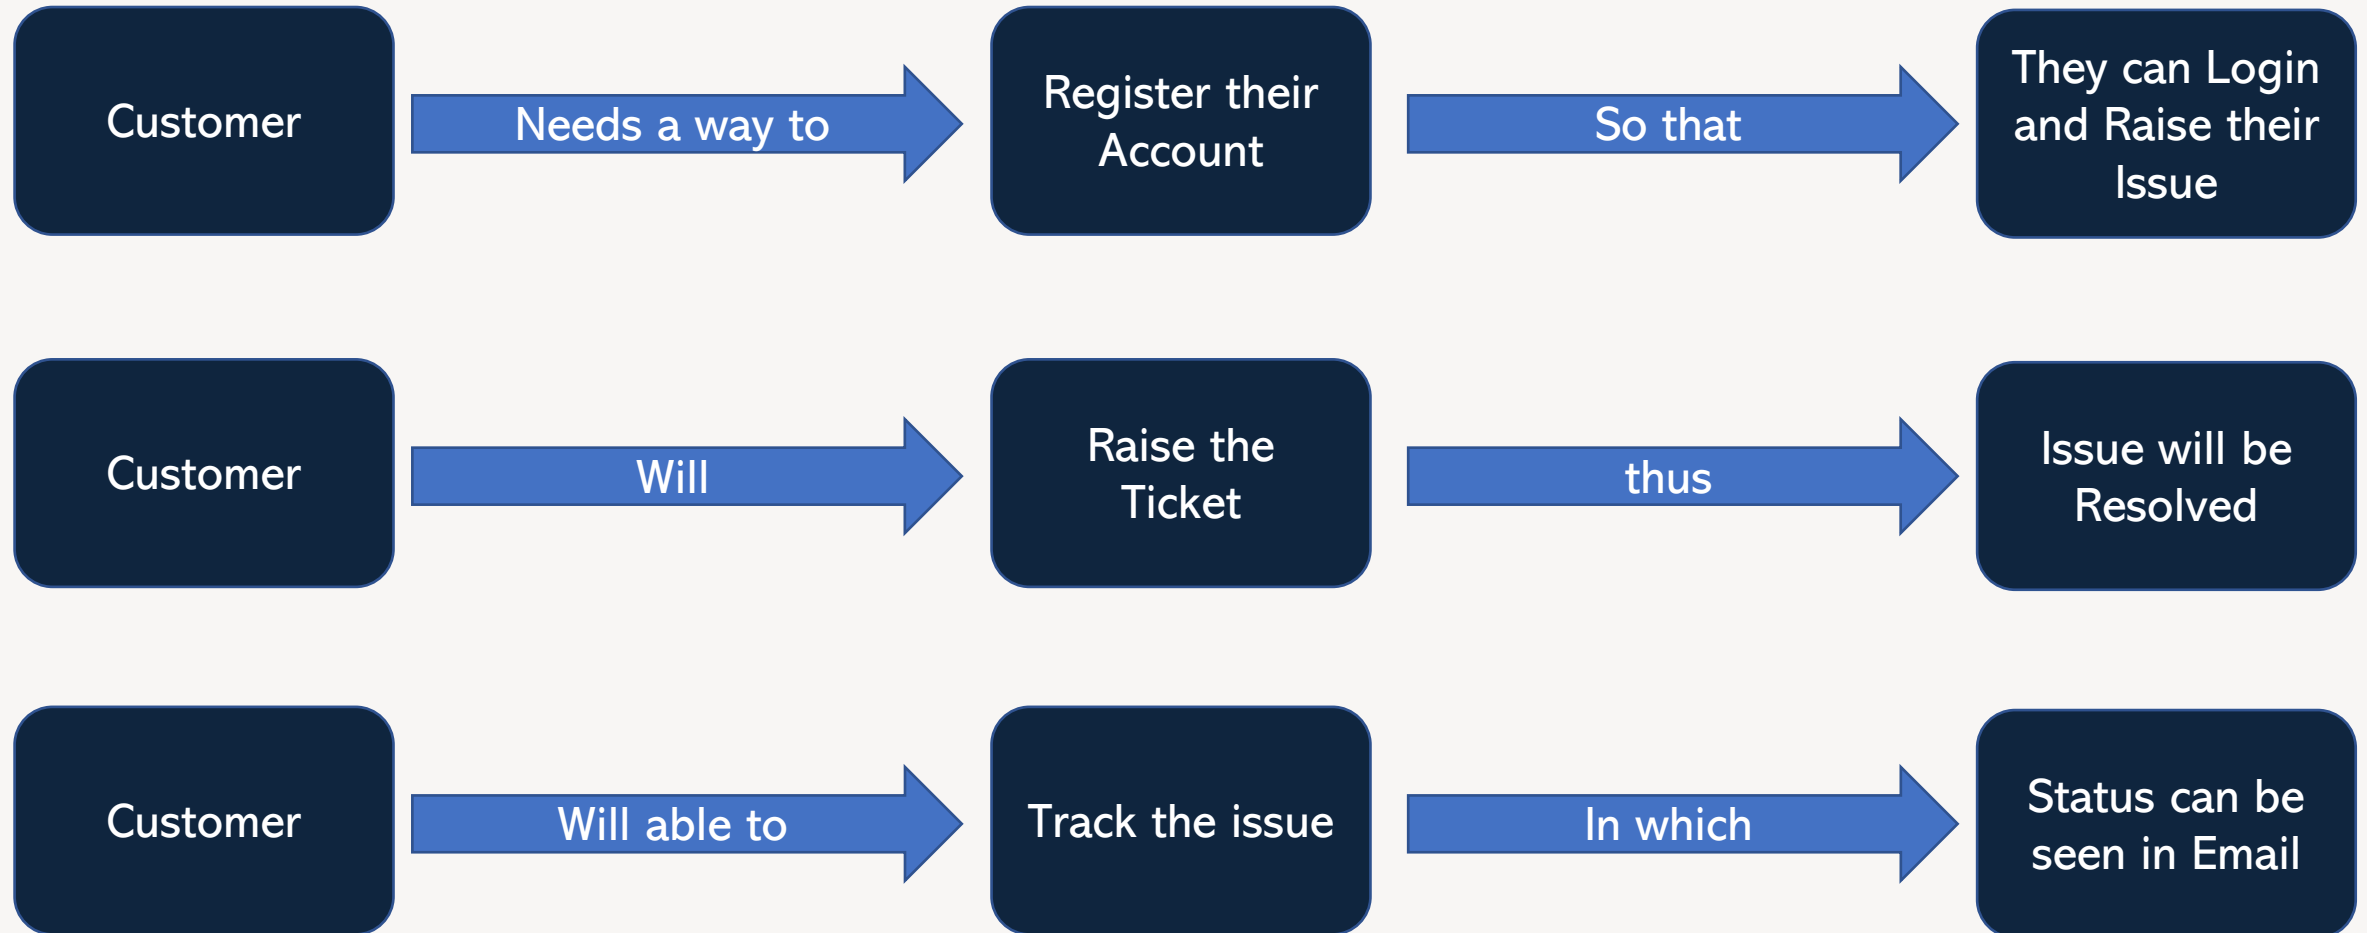 Customer
Needs a way to
Register their
Account
So that
They can Login
and Raise their
Issue
Customer
Will
Raise the
Ticket
thus
Issue will be
Resolved
Customer
Will able to
Track the issue
In which
Status can be
seen in Email